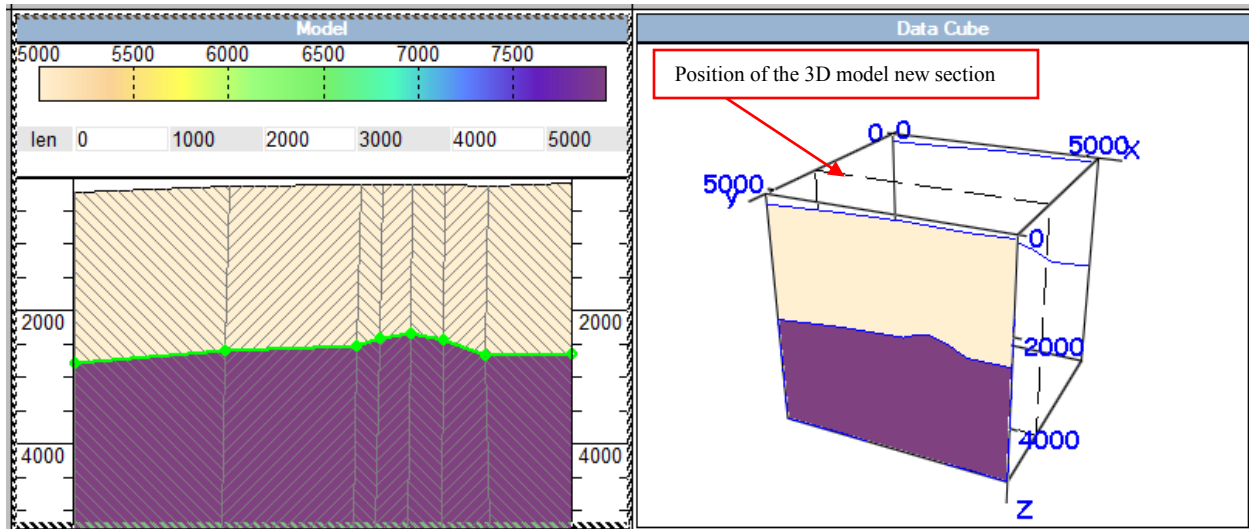 Model
5000 5500 6000 6500 7000 7500
len 0 1000 2000 3000 4000 5000
2000 2000
4000 4000
Data Cube
Position of the 3D model new section
0 0
5000 X
5000
Y
0
2000
4000
Z